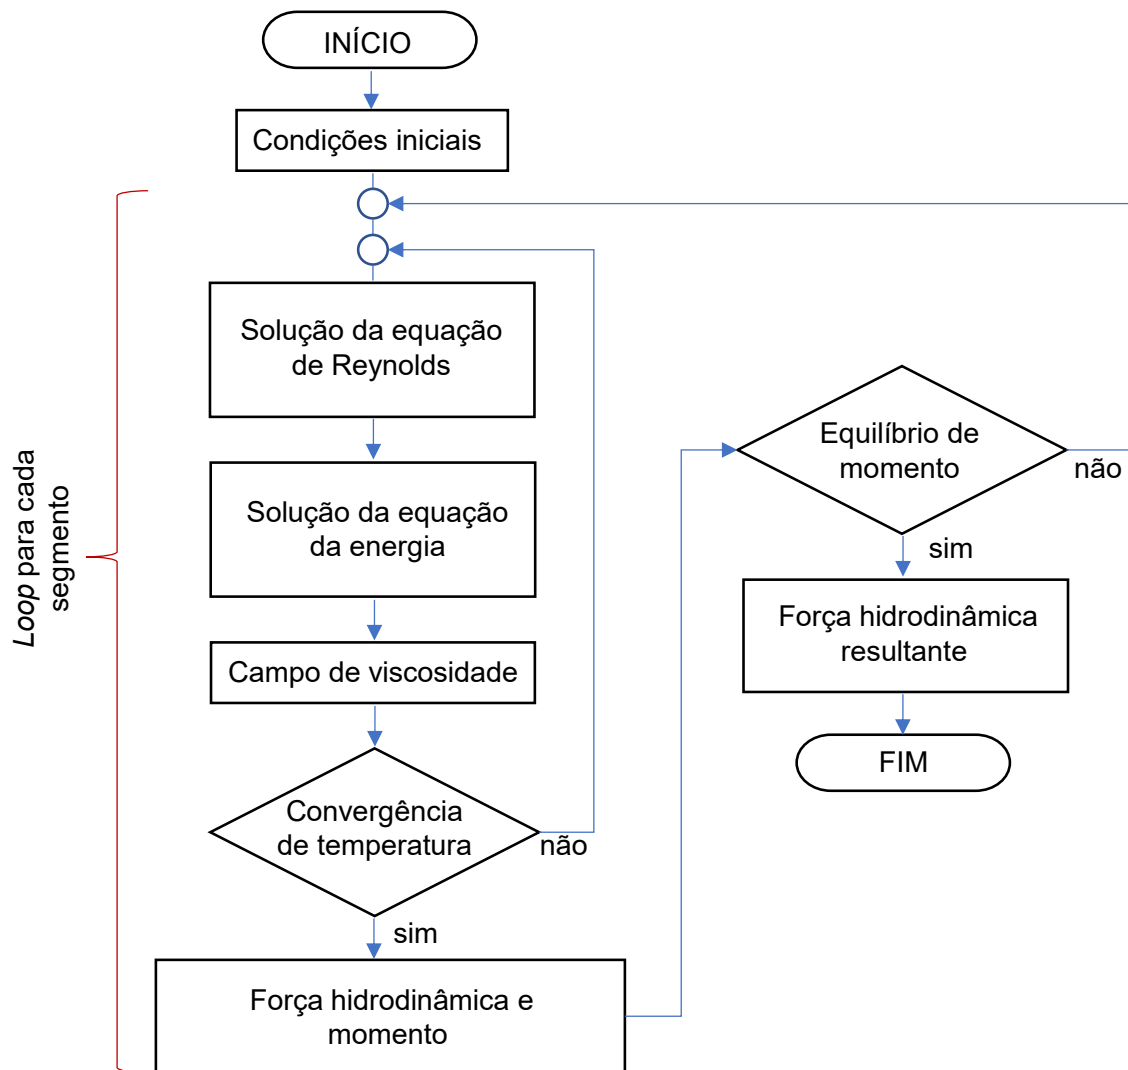 INÍCIO
Condições iniciais
Loop para cada
segmento
Solução da equação
de Reynolds
Solução da equação
da energia
Campo de viscosidade
Convergência
de temperatura
não
sim
Força hidrodinâmica e
momento
Equilíbrio de
momento
não
sim
Força hidrodinâmica
resultante
FIM